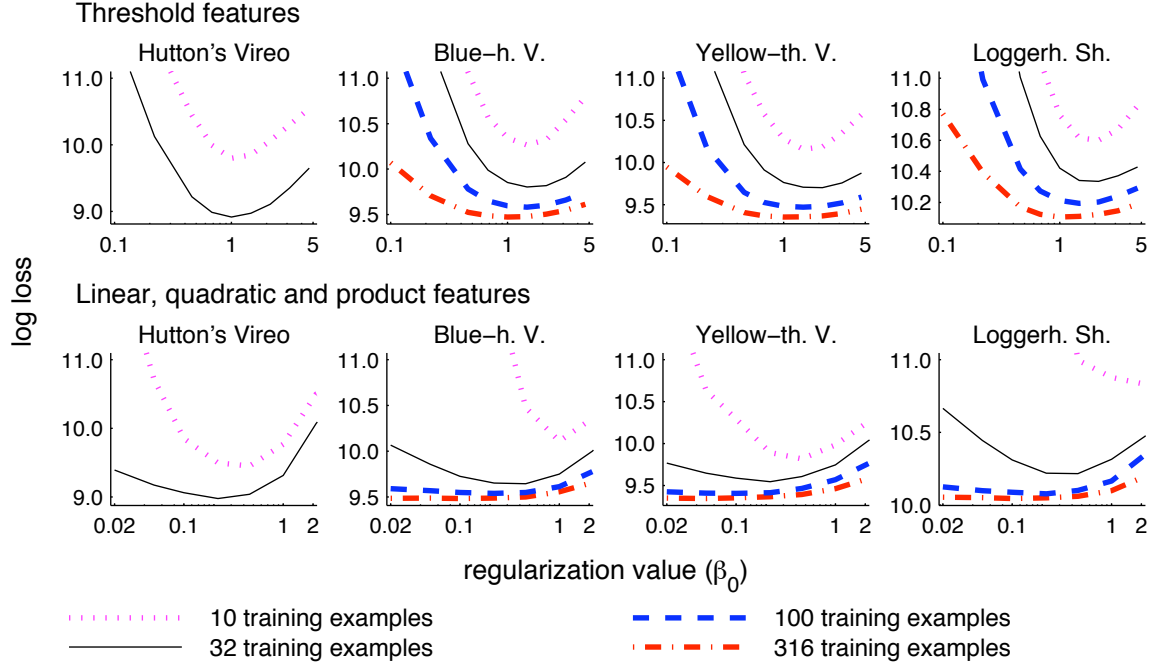 Threshold features
Hutton's Vireo Blue−h. V. Yellow−th. V. Loggerh. Sh.
11.0 11.0 11.0 11.0
10.8
10.5 10.5
10.6
10.0 10.0 10.0
10.4
9.0 9.5 9.5 10.2
0.1 1 5 0.1 1 5 0.1 1 5 0.1 1 5
log loss
Linear, quadratic and product features
Hutton's Vireo Blue−h. V. Yellow−th. V. Loggerh. Sh.
11.0 11.0 11.0 11.0
10.5 10.5 10.5
10.0 10.0 10.0
9.0 9.5 9.5 10.0
0.02 0.1 1 2 0.02 0.1 1 2 0.02 0.1 1 2 0.02 0.1 1 2
regularization value (β0)
10 training examples 100 training examples
32 training examples 316 training examples